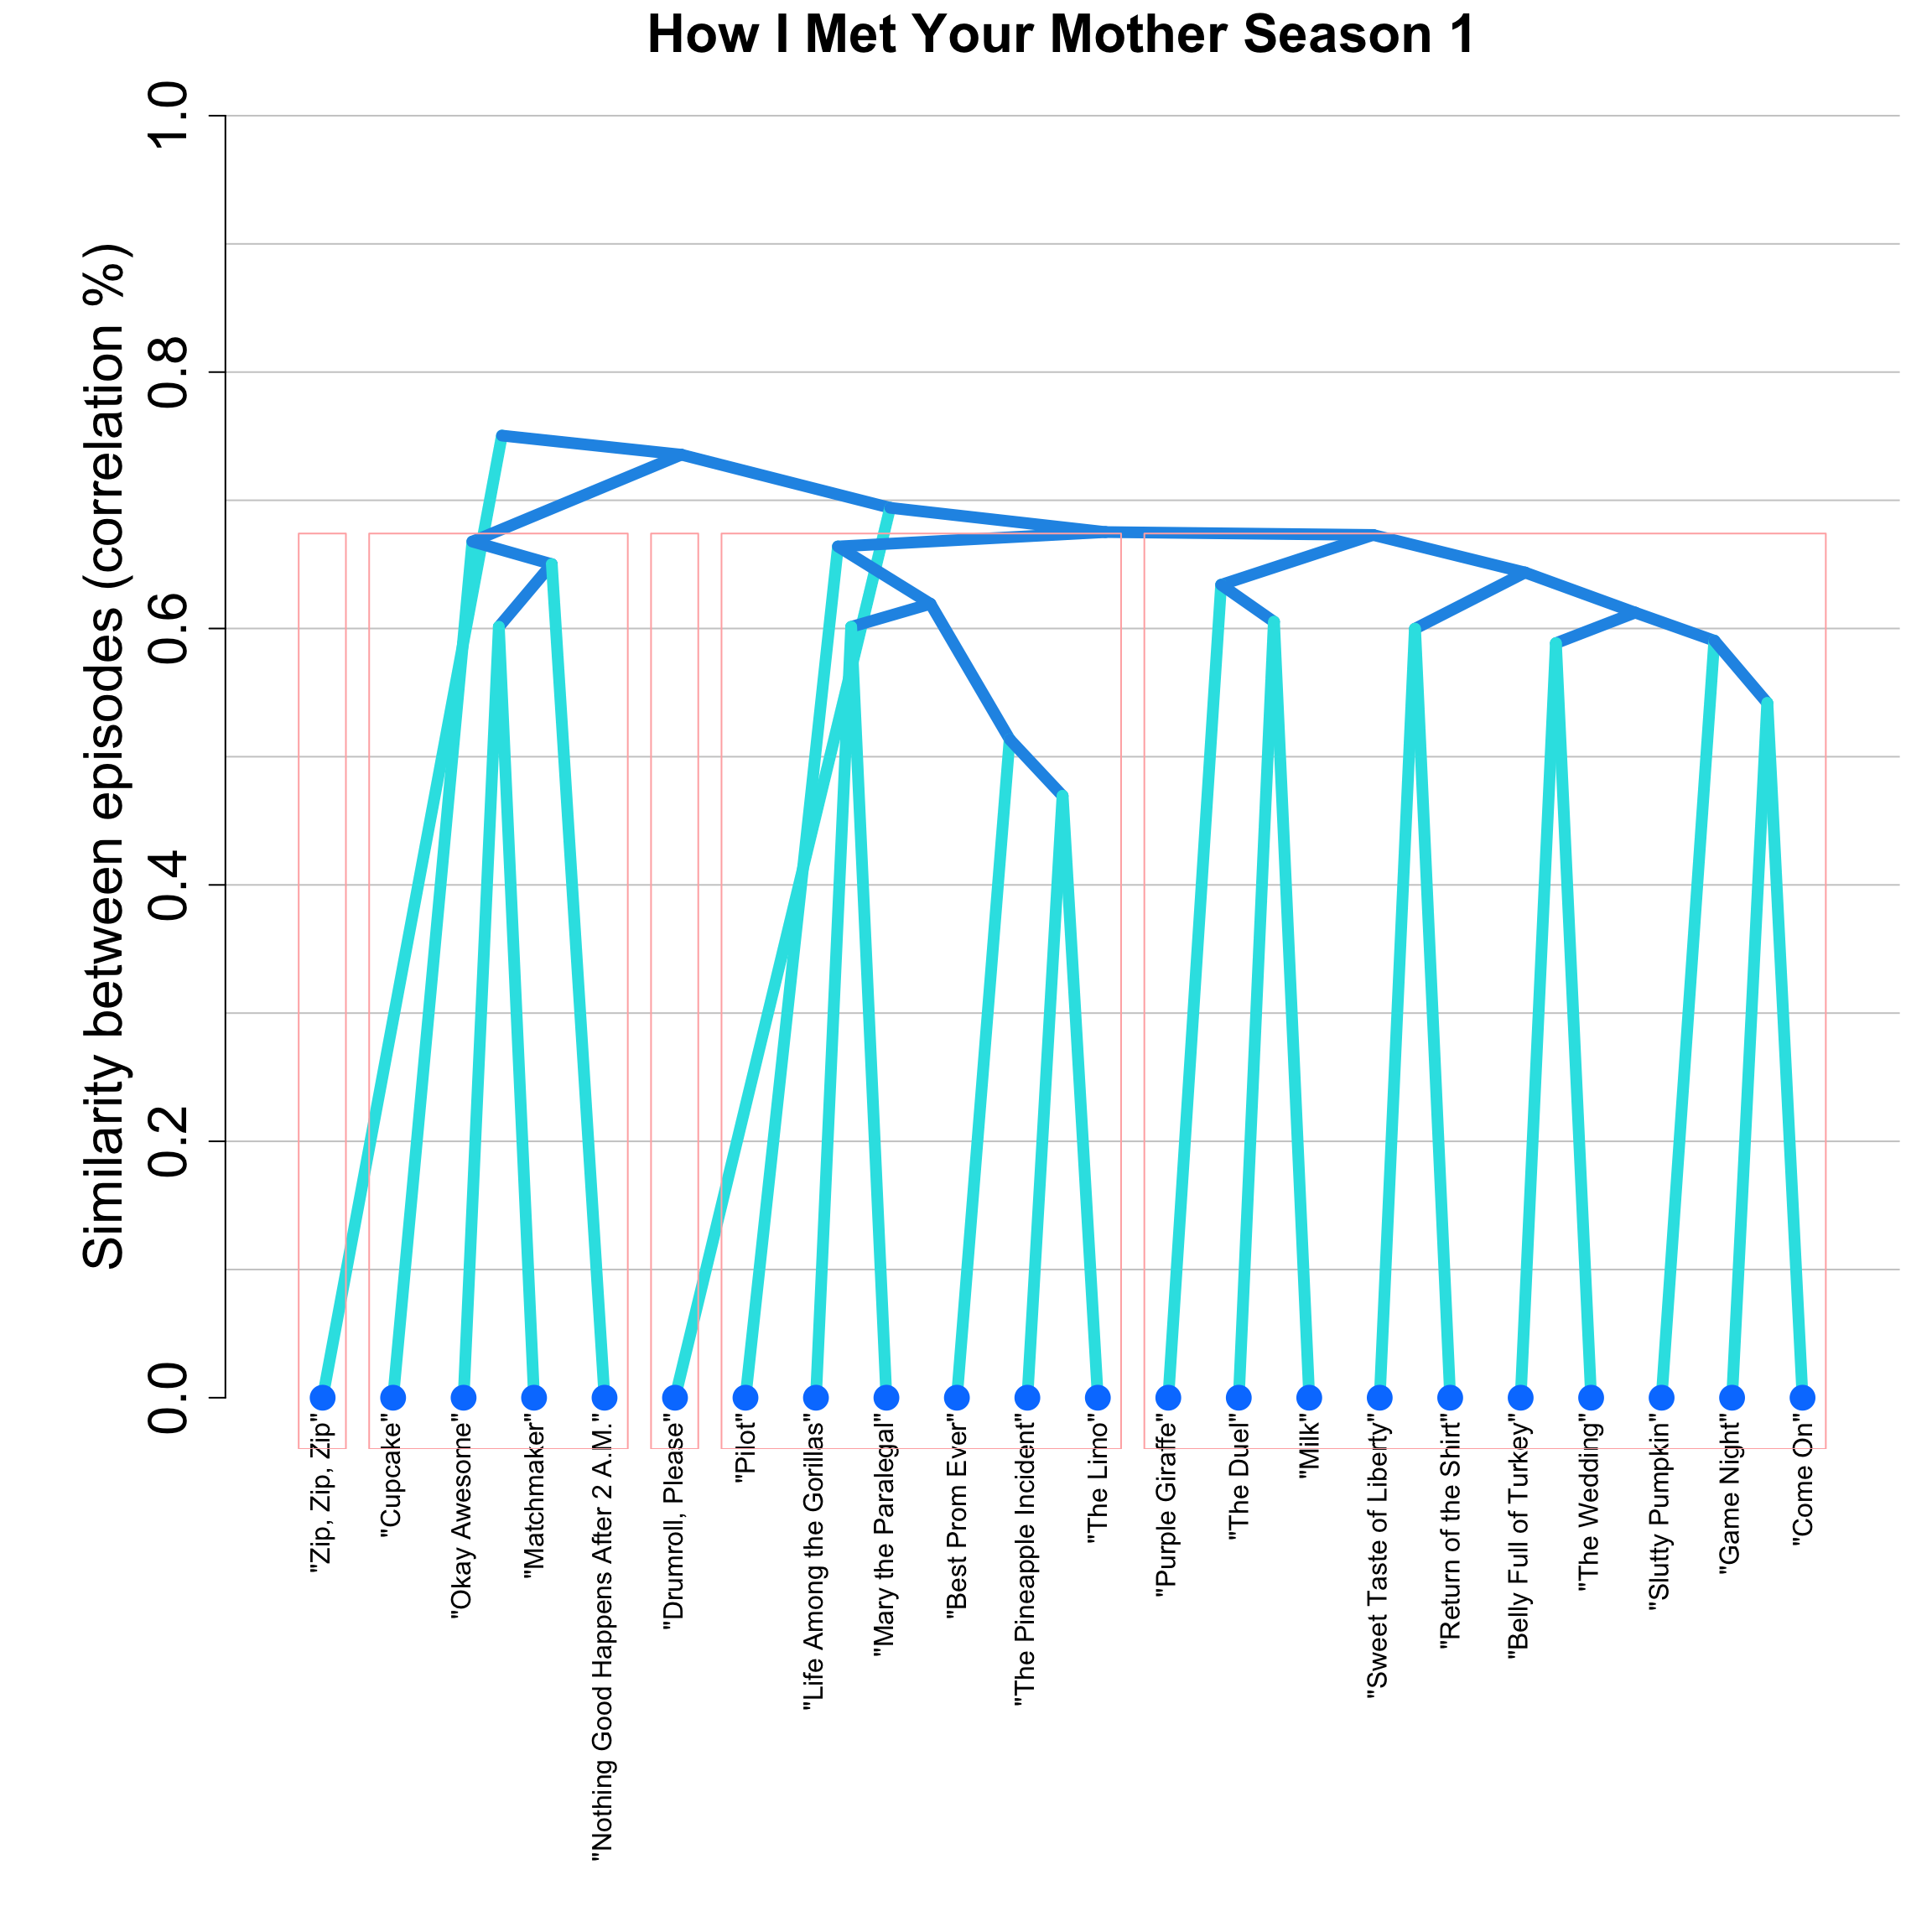 How I Met Your Mother Season 1
Similarity between episodes (correlation %)
1.0
0.8
0.6
0.4
0.2
0.0
"Zip, Zip, Zip"
"Cupcake"
"Okay Awesome"
"Matchmaker"
"Nothing Good Happens After 2 A.M."
"Drumroll, Please"
"Pilot"
"Life Among the Gorillas"
"Mary the Paralegal"
"Best Prom Ever"
"The Pineapple Incident"
"The Limo"
"Purple Giraffe"
"The Duel"
"Milk"
"Sweet Taste of Liberty"
"Return of the Shirt"
"Belly Full of Turkey"
"The Wedding"
"Slutty Pumpkin"
"Game Night"
"Come On"